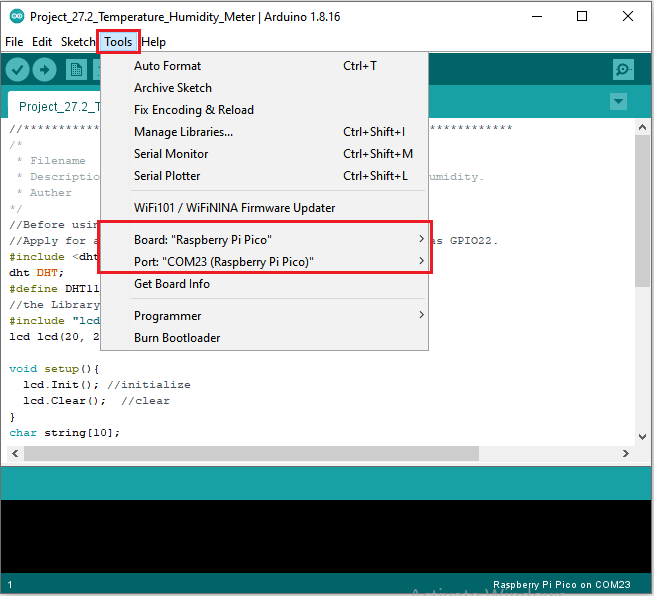 Project_27.2_Temperature_Humidity_Meter | Arduino 1.8.16
File Edit Sketch Tools Help
Project_27.2_T
Auto Format Ctrl+T
Archive Sketch
Fix Encoding & Reload
Manage Libraries... Ctrl+Shift+I
Serial Monitor Ctrl+Shift+M
Serial Plotter Ctrl+Shift+L
WiFi101 / WiFiNINA Firmware Updater
Board: "Raspberry Pi Pico"
Port: "COM23 (Raspberry Pi Pico)"
Get Board Info
Programmer
Burn Bootloader
/*
* Filename
* Descriptio umidity.
* Auther
*/
//Before usin
//Apply for a as GPIO22.
#include <dht
dht DHT;
#define DHT11
//the Library
#include "lcd
lcd lcd(20, 2
void setup(){
lcd.Init(); //initialize
lcd.Clear(); //clear
}
char string[10];
1 Raspberry Pi Pico on COM23